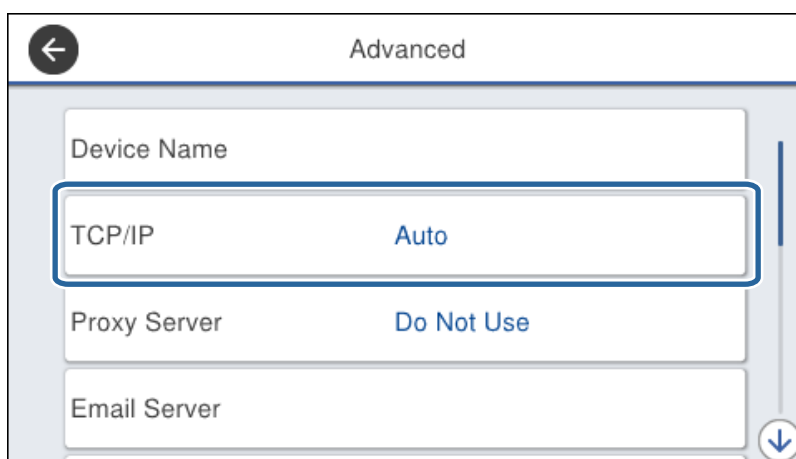 Advanced
Device Name
TCP/IP Auto
Proxy Server Do Not Use
Email Server